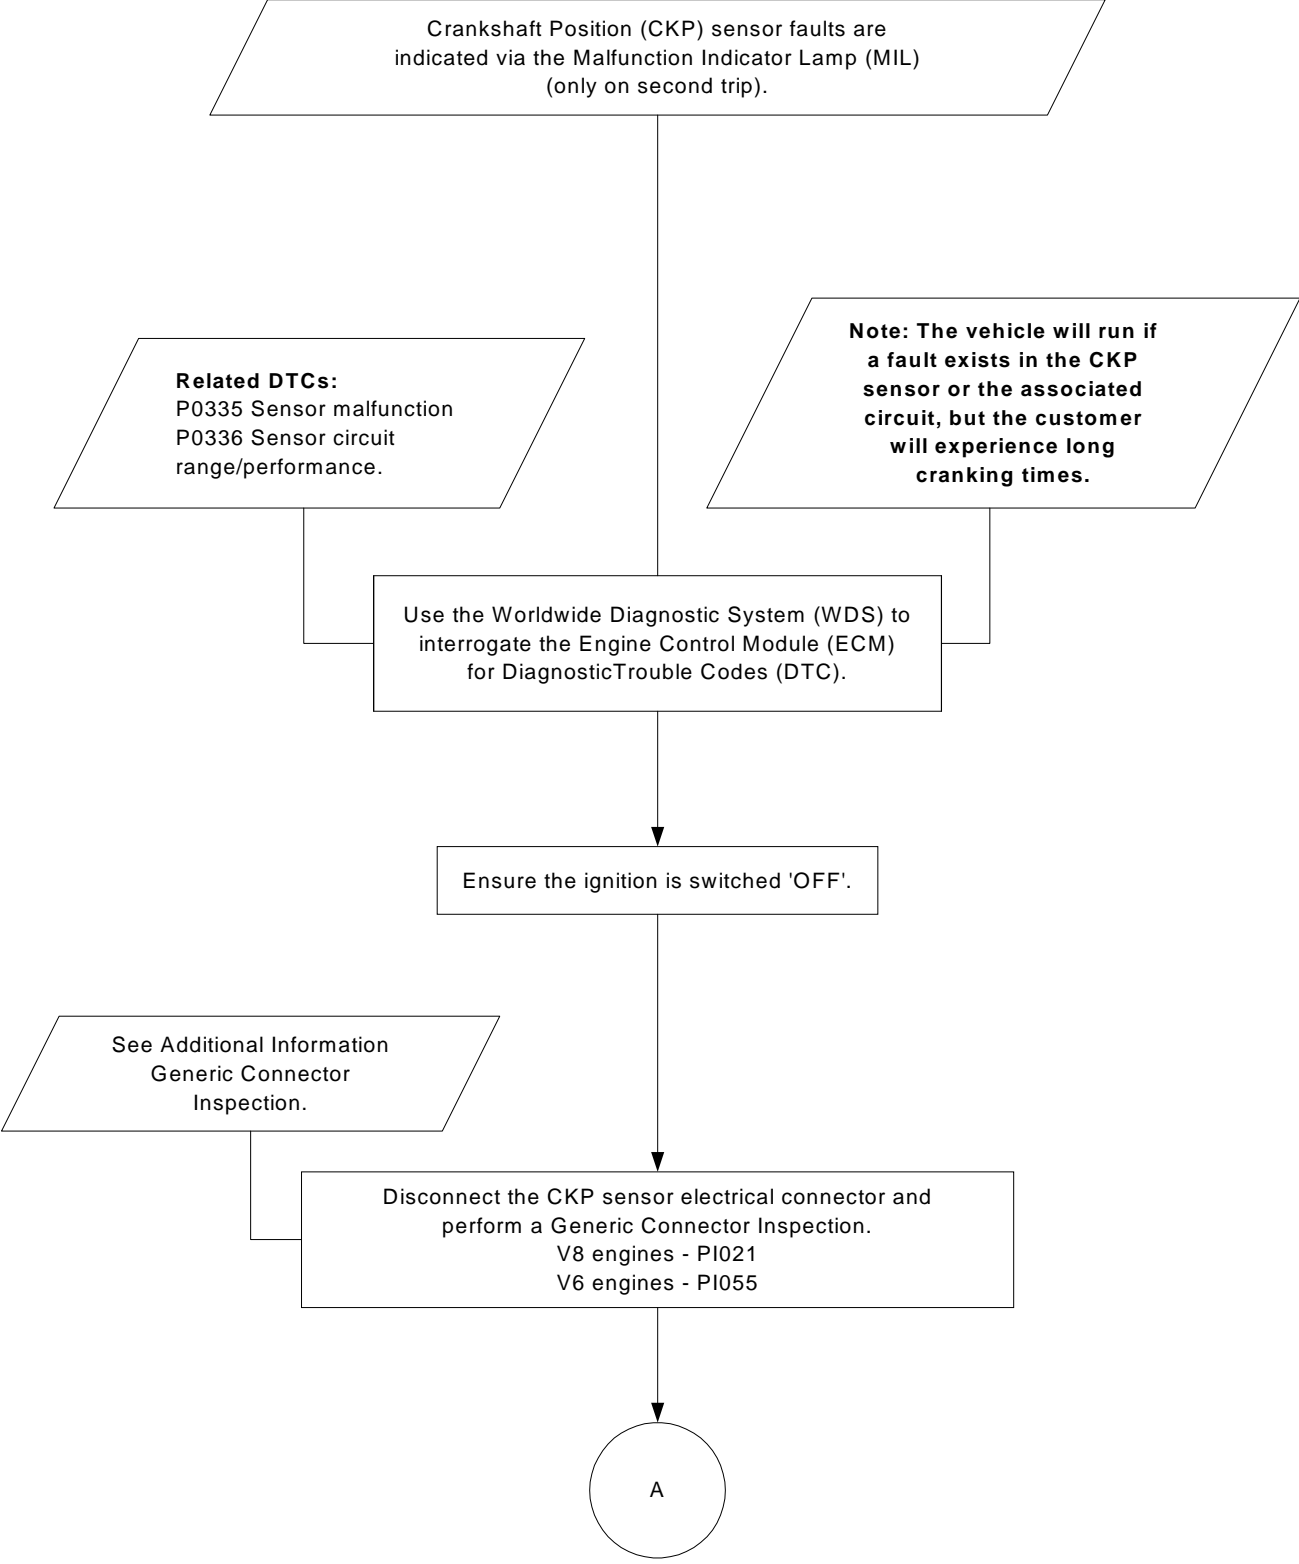 Crankshaft Position (CKP) sensor faults are
indicated via the Malfunction Indicator Lamp (MIL)
(only on second trip).
Related DTCs:
P0335 Sensor malfunction
P0336 Sensor circuit
range/performance.
Note: The vehicle will run if
a fault exists in the CKP
sensor or the associated
circuit, but the customer
will experience long
cranking times.
Use the Worldwide Diagnostic System (WDS) to
interrogate the Engine Control Module (ECM)
for DiagnosticTrouble Codes (DTC).
Ensure the ignition is switched 'OFF'.
See Additional Information
Generic Connector
Inspection.
Disconnect the CKP sensor electrical connector and
perform a Generic Connector Inspection.
V8 engines - PI021
V6 engines - PI055
A